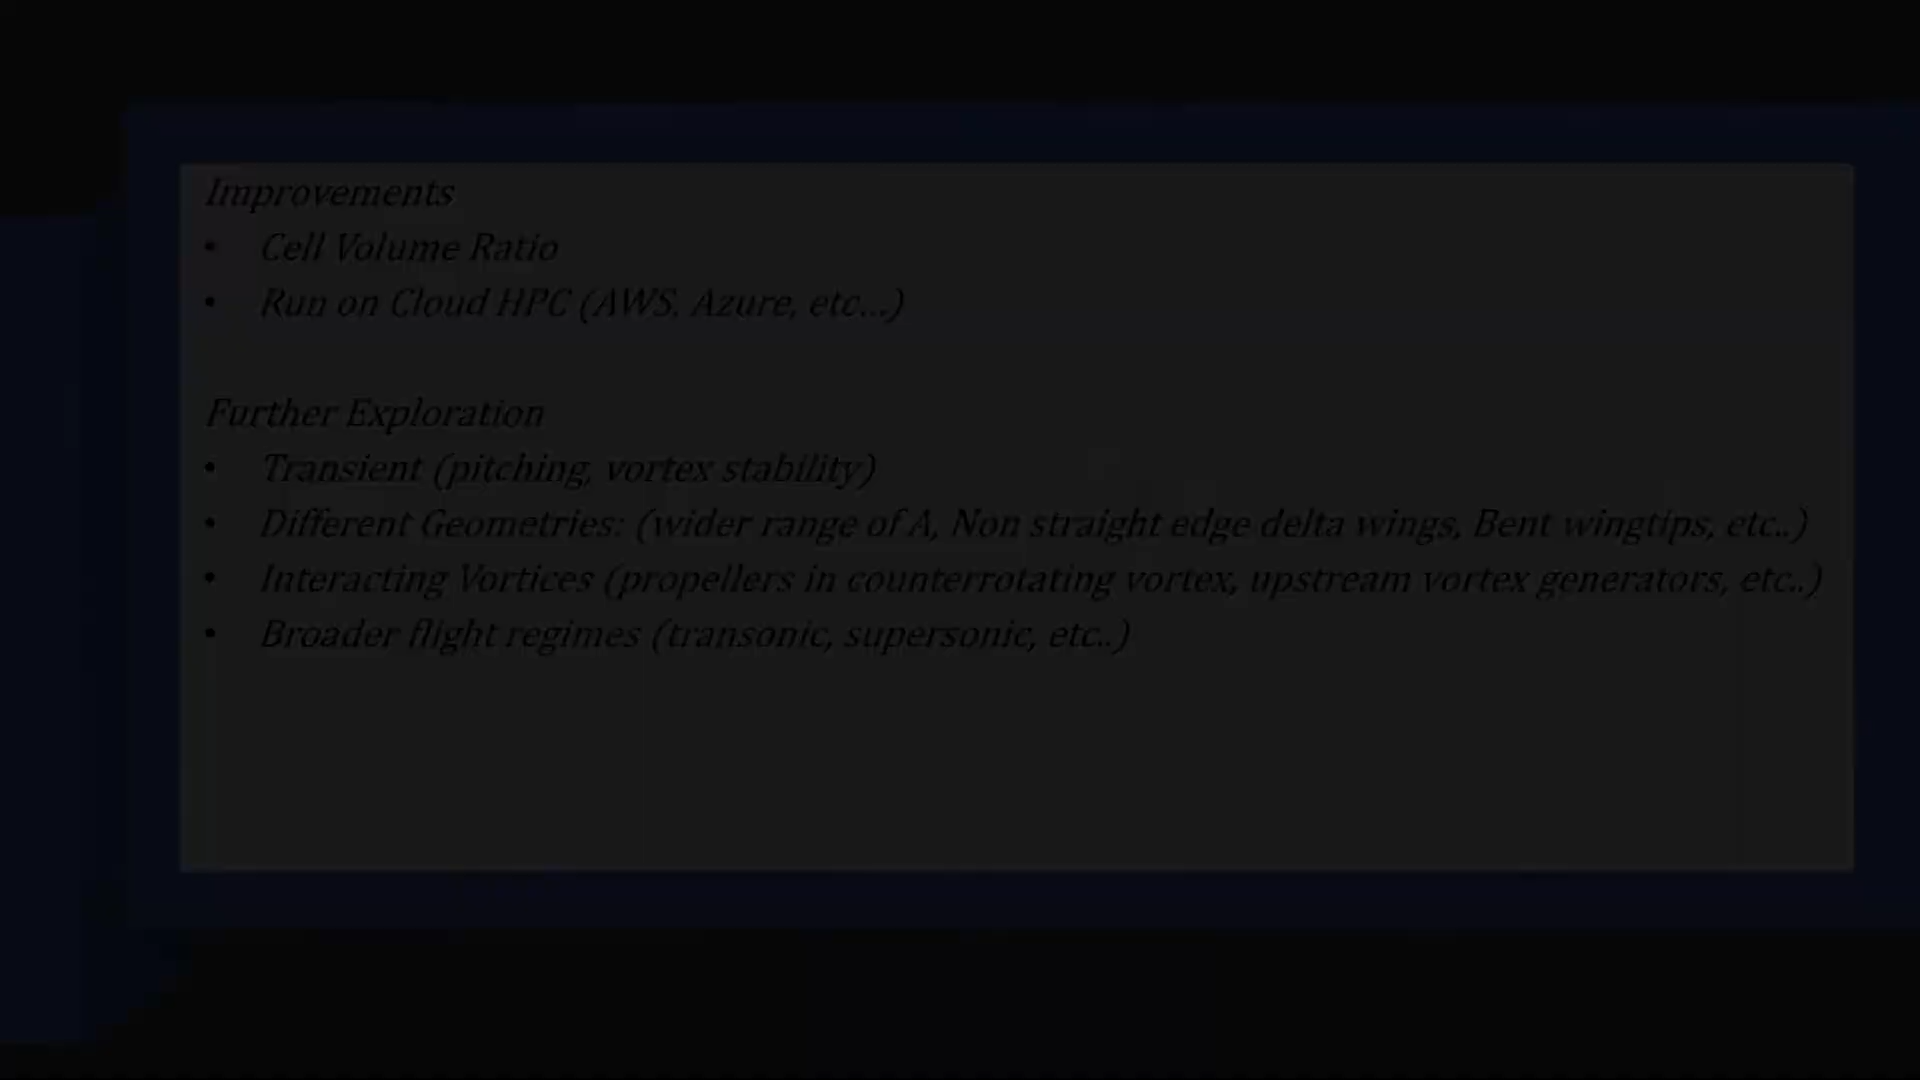 Improvements
• Cell Volume Ratio
• Run on Cloud HPC (AWS, Azure, etc...)
Further Exploration
• Transient (pitching, vortex stability)
• Different Geometries: (wider range of A, Non straight edge delta wings, Bent wingtips, etc..)
• Interacting Vortices (propellers in counterrotating vortex, upstream vortex generators, etc..)
• Broader flight regimes (transonic, supersonic, etc..)